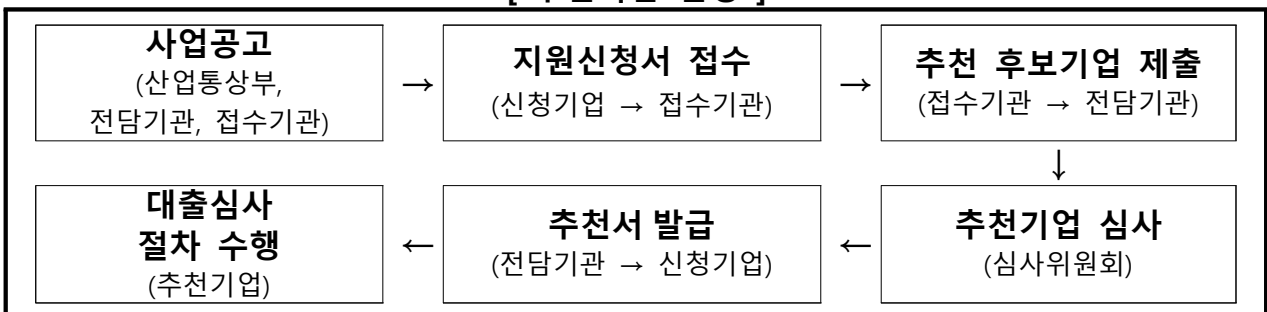 사업공고
(산업통상부,
전담기관, 접수기관)
→
지원신청서 접수
(신청기업 → 접수기관)
→
추천 후보기업 제출
(접수기관 → 전담기관)
↓
추천기업 심사
(심사위원회)
←
추천서 발급
(전담기관 → 신청기업)
←
대출심사
절차 수행
(추천기업)